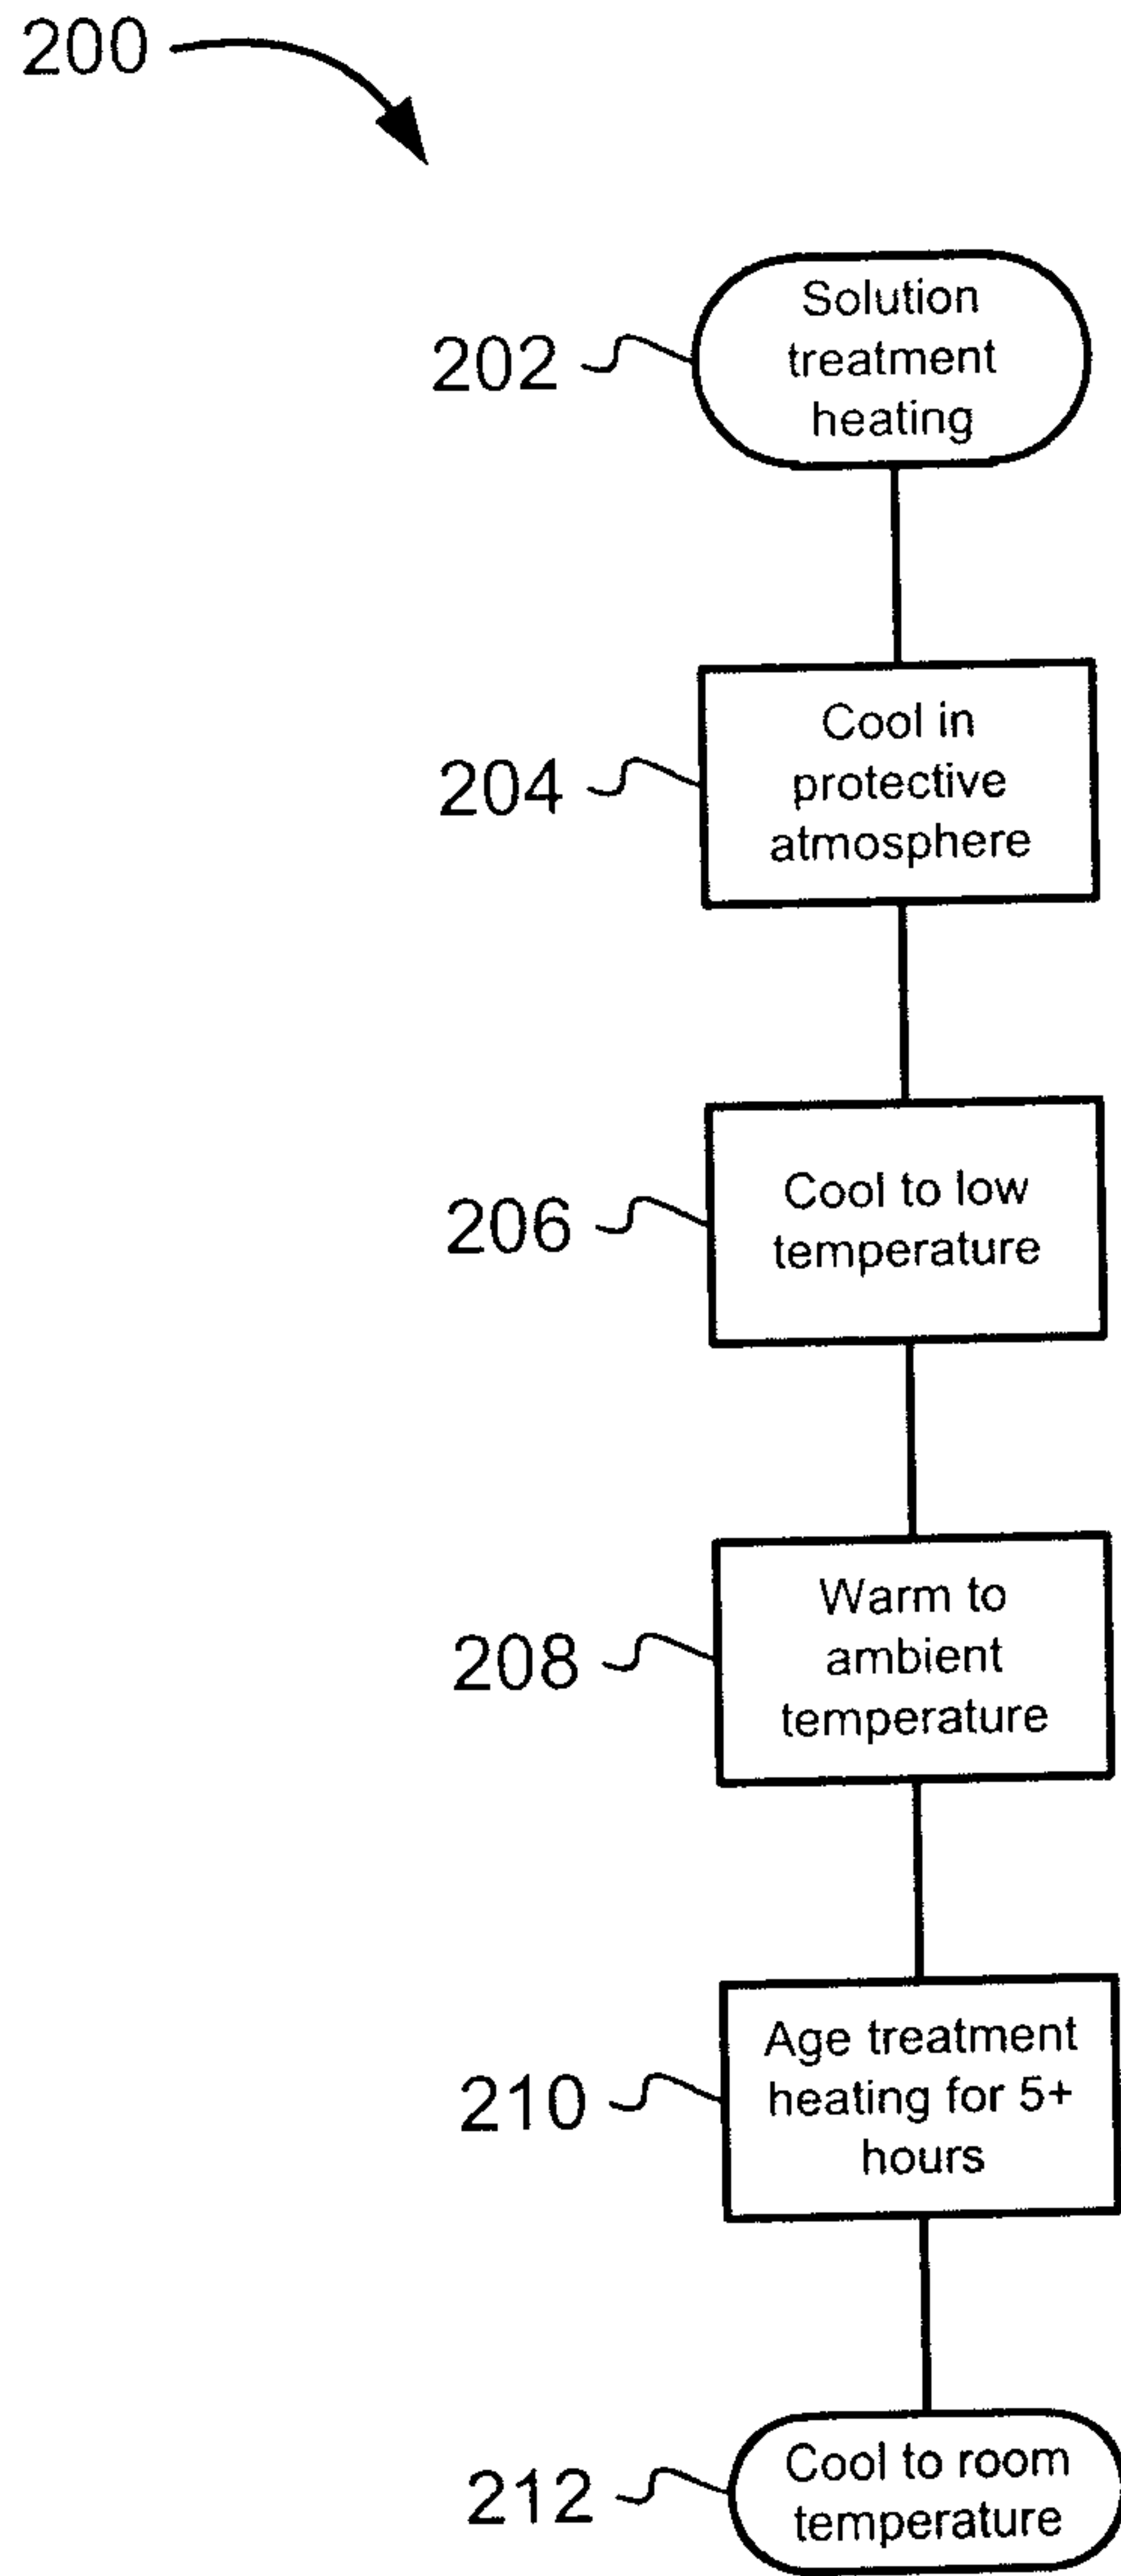 200
Solution
treatment
heating
202
Cool in
protective
atmosphere
204
Cool to low
temperature
206
Warm to
ambient
temperature
208
Age treatment
heating for 5+
hours
210
Cool to room
temperature
212